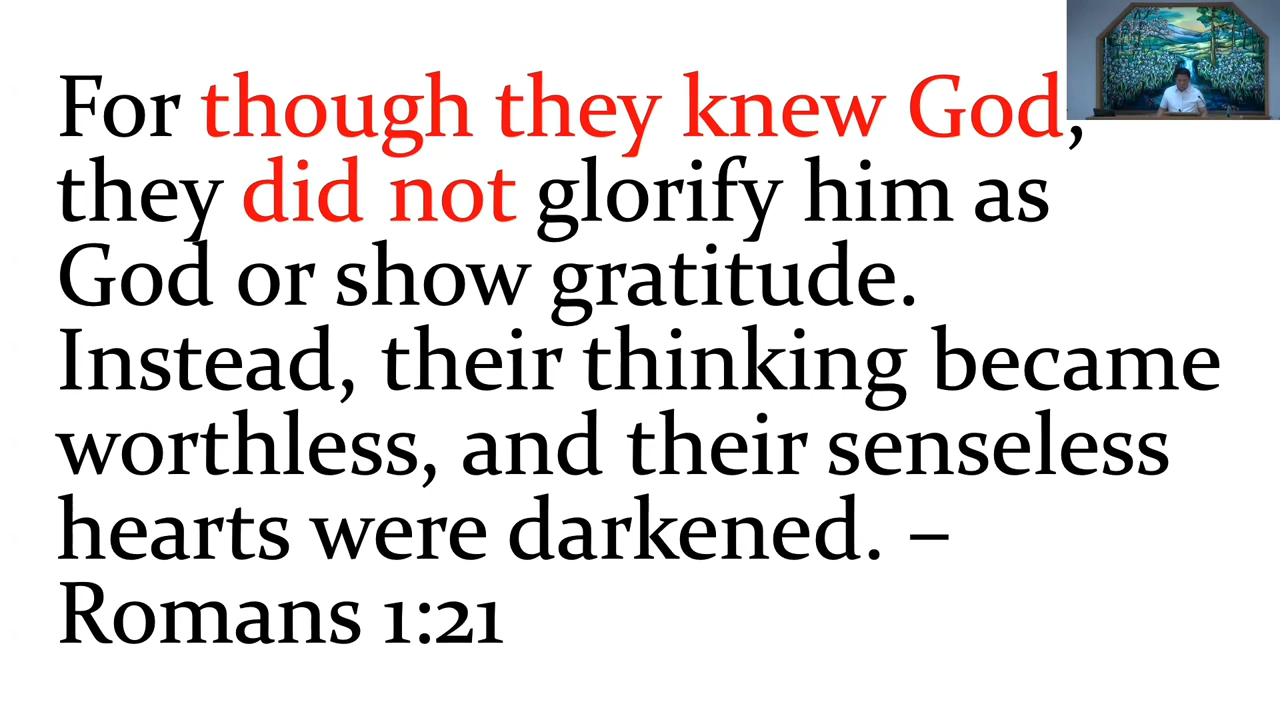 For though they knew God,
they did not glorify him as
God or show gratitude.
Instead, their thinking became
worthless, and their senseless
hearts were darkened. –
Romans 1:21